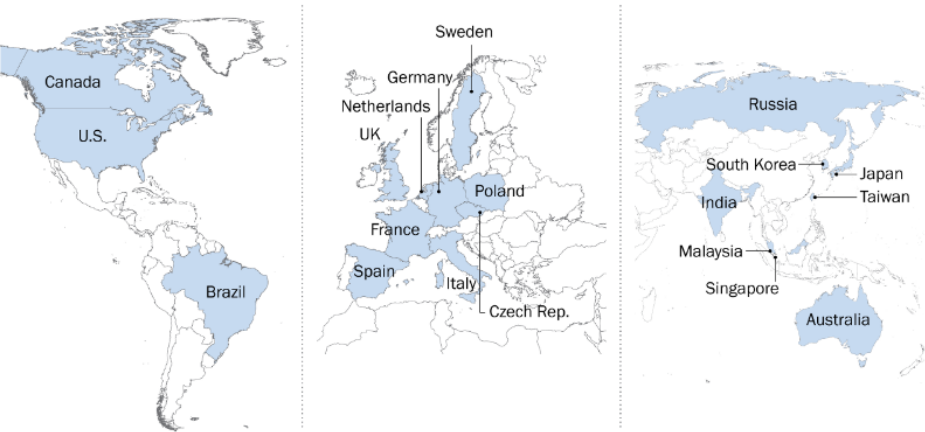 Canada
U.S.
Brazil
Sweden
Germany
Netherlands
UK
Poland
France
Spain
Italy
Czech Rep.
Russia
South Korea
Japan
Taiwan
India
Malaysia
Singapore
Australia